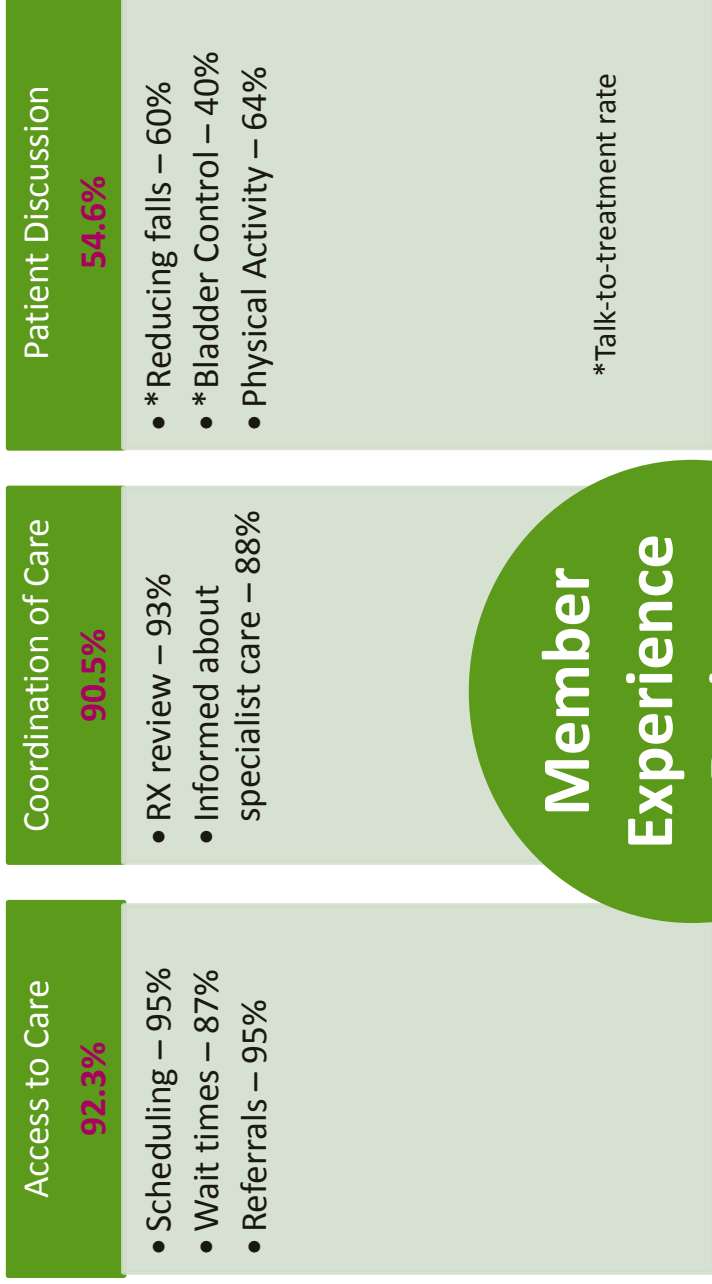 Access to Care
92.3%
• Scheduling – 95%
• Wait times – 87%
• Referrals – 95%
Coordination of Care
90.5%
• RX review – 93%
• Informed about
specialist care – 88%
Patient Discussion
54.6%
• *Reducing falls – 60%
• *Bladder Control – 40%
• Physical Activity – 64%
*Talk-to-treatment rate
Member
Experience